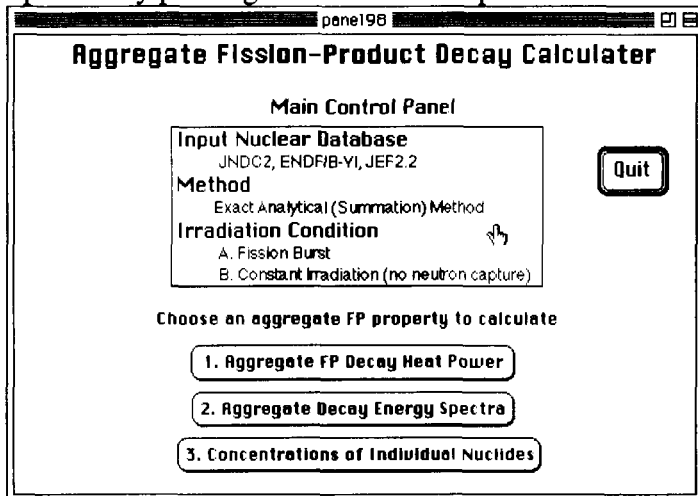 pane198
Aggregate Fission-Product Decay Calculater
Main Control Panel
Input Nuclear Database
JNDC2, ENDF/B-VI, JEF2.2
Method
Exact Analytical (Summation) Method
Quit
Irradiation Condition
A. Fission Burst
B. Constant Irradiation (no neutron capture)
Choose an aggregate FP property to calculate
1. Aggregate FP Decay Heat Power
2. Aggregate Decay Energy Spectra
3. Concentrations of Individual Nuclides